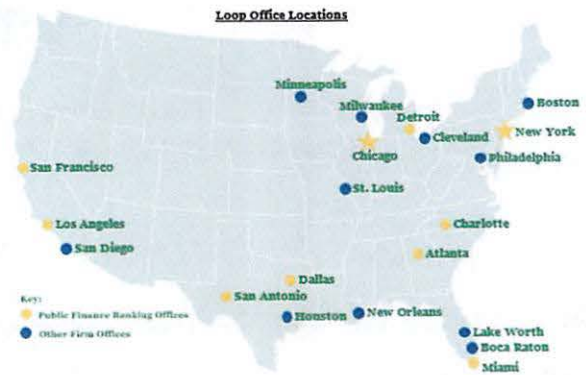 Loop Office Locations
Minneapolis
Milwaukee
Detroit
Boston
Cleveland
New York
Chicago
Philadelphia
San Francisco
St. Louis
Los Angeles
Charlotte
San Diego
Atlanta
Dallas
San Antonio
Houston
New Orleans
Key:
Public Finance Banking Offices
Other Firm Offices
Lake Worth
Boca Raton
Miami